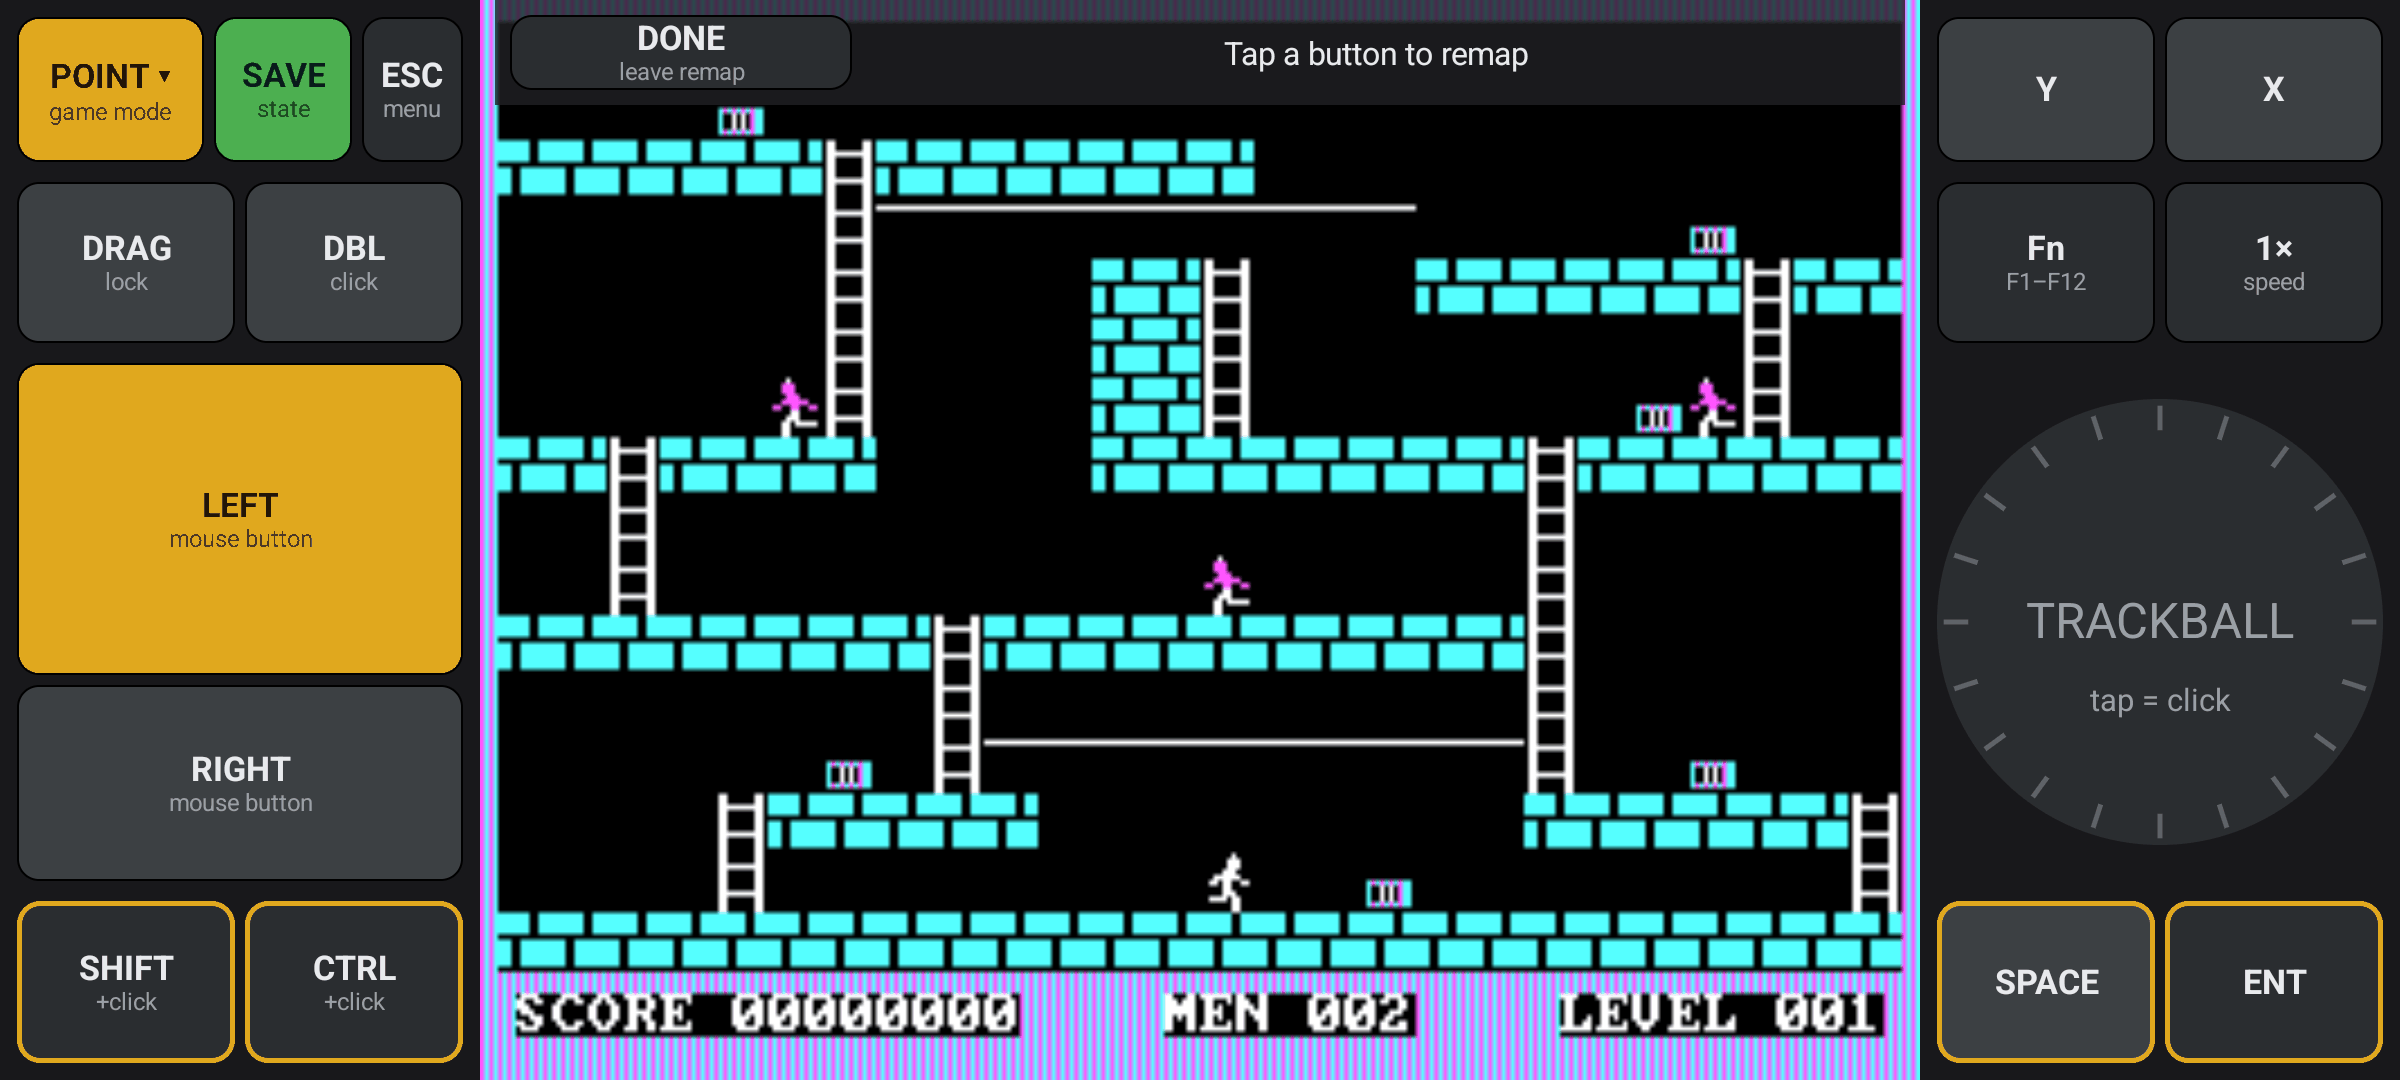 POINT ▼
game mode
SAVE
state
ESC
menu
DONE
leave remap
Tap a button to remap
Y
X
DRAG
lock
DBL
click
Fn
F1–F12
1×
speed
LEFT
mouse button
TRACKBALL
tap = click
RIGHT
mouse button
SHIFT
+click
CTRL
+click
SPACE
ENT
SCORE 00000000 MEN 002 LEVEL 001